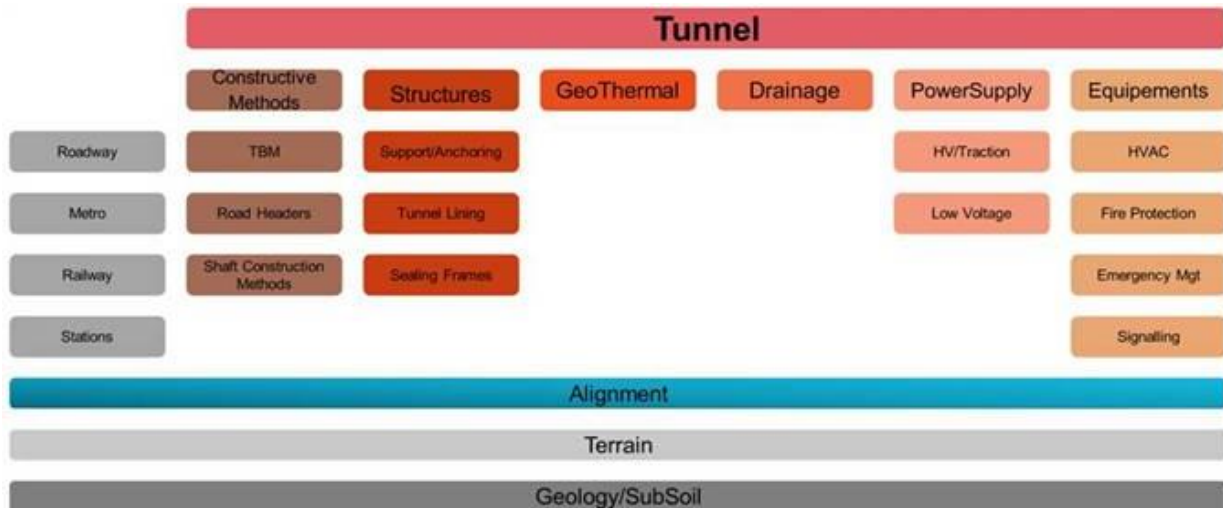 Tunnel
Constructive
Methods
Structures
GeoThermal
Drainage
PowerSupply
Equipements
Roadway
TBM
Support/Anchoring
HV/Traction
HVAC
Metro
Road Headers
Tunnel Lining
Low Voltage
Fire Protection
Railway
Shaft Construction
Methods
Sealing Frames
Emergency Mgt
Stations
Signalling
Alignment
Terrain
Geology/SubSoil